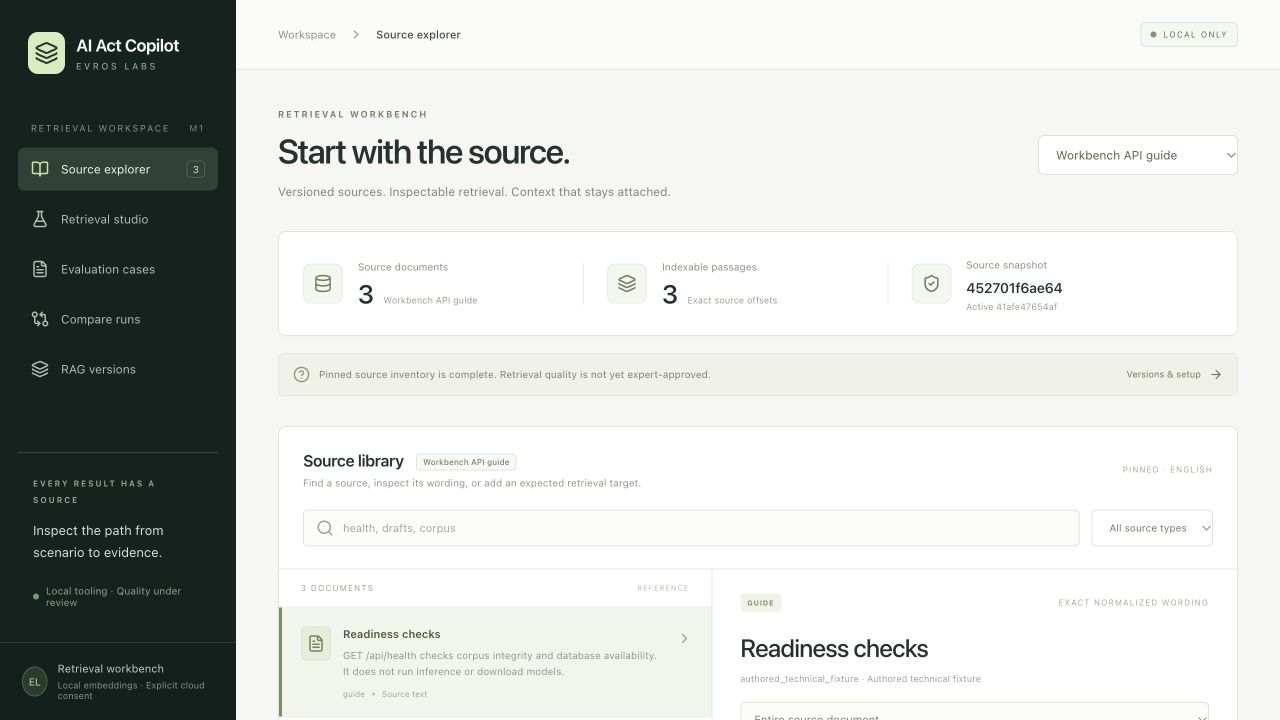 AI Act Copilot
EVROS LABS
RETRIEVAL WORKSPACE M1
Source explorer 3
Retrieval studio
Evaluation cases
Compare runs
RAG versions
EVERY RESULT HAS A
SOURCE
Inspect the path from
scenario to evidence.
Local tooling · Quality under
review
EL
Retrieval workbench
Local embeddings · Explicit cloud
consent
Workspace > Source explorer
LOCAL ONLY
RETRIEVAL WORKBENCH
Start with the source.
Versioned sources. Inspectable retrieval. Context that stays attached.
Workbench API guide
Source documents
3 Workbench API guide
Indexable passages
3 Exact source offsets
Source snapshot
452701f6ae64
Active 41afe47654af
Pinned source inventory is complete. Retrieval quality is not yet expert-approved.
Versions & setup →
Source library Workbench API guide
Find a source, inspect its wording, or add an expected retrieval target.
PINNED · ENGLISH
health, drafts, corpus
All source types
3 DOCUMENTS REFERENCE
Readiness checks
GET /api/health checks corpus integrity and database availability.
It does not run inference or download models.
guide • Source text
GUIDE
EXACT NORMALIZED WORDING
Readiness checks
authored_technical_fixture · Authored technical fixture
Entire source document